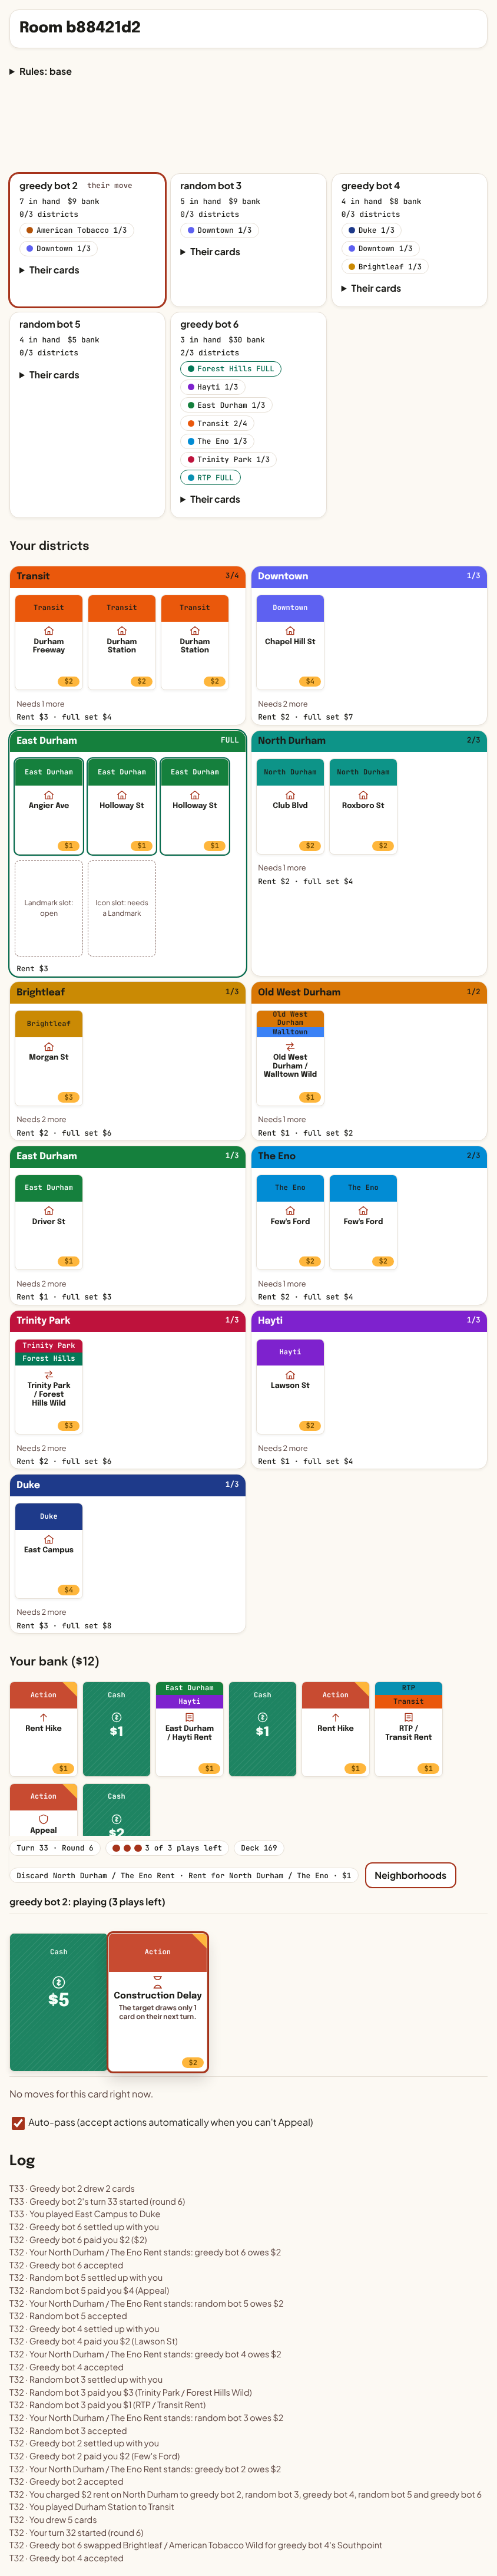 Room b88421d2
Rules: base
greedy bot 2 their move
7 in hand $9 bank
0/3 districts
American Tobacco 1/3
Downtown 1/3
Their cards
random bot 3
5 in hand $9 bank
0/3 districts
Downtown 1/3
Their cards
greedy bot 4
4 in hand $8 bank
0/3 districts
Duke 1/3
Downtown 1/3
Brightleaf 1/3
Their cards
random bot 5
4 in hand $5 bank
0/3 districts
Their cards
greedy bot 6
3 in hand $30 bank
2/3 districts
Forest Hills FULL
Hayti 1/3
East Durham 1/3
Transit 2/4
The Eno 1/3
Trinity Park 1/3
RTP FULL
Their cards
Your districts
Transit 3/4
Transit
Durham
Freeway
$2
Transit
Durham
Station
$2
Transit
Durham
Station
$2
Needs 1 more
Rent $3 · full set $4
Downtown 1/3
Downtown
Chapel Hill St
$4
Needs 2 more
Rent $2 · full set $7
East Durham FULL
East Durham
Angier Ave
$1
East Durham
Holloway St
$1
East Durham
Holloway St
$1
Landmark slot:
open
Icon slot: needs
a Landmark
Rent $3
North Durham 2/3
North Durham
Club Blvd
$2
North Durham
Roxboro St
$2
Needs 1 more
Rent $2 · full set $4
Brightleaf 1/3
Brightleaf
Morgan St
$3
Needs 2 more
Rent $2 · full set $6
Old West Durham 1/2
Old West
Durham
Walltown
Old West
Durham /
Walltown Wild
$1
Needs 1 more
Rent $1 · full set $2
East Durham 1/3
East Durham
Driver St
$1
Needs 2 more
Rent $1 · full set $3
The Eno 2/3
The Eno
Few's Ford
$2
The Eno
Few's Ford
$2
Needs 1 more
Rent $2 · full set $4
Trinity Park 1/3
Trinity Park
Forest Hills
Trinity Park
/ Forest
Hills Wild
$3
Needs 2 more
Rent $2 · full set $6
Hayti 1/3
Hayti
Lawson St
$2
Needs 2 more
Rent $1 · full set $4
Duke 1/3
Duke
East Campus
$4
Needs 2 more
Rent $3 · full set $8
Your bank ($12)
Action
Rent Hike
$1
Cash
$1
East Durham
Hayti
East Durham
/ Hayti Rent
$1
Cash
$1
Action
Rent Hike
$1
RTP
Transit
RTP /
Transit Rent
$1
Action
Appeal
Cash
$2
Turn 33 · Round 6
3 of 3 plays left
Deck 169
Discard North Durham / The Eno Rent · Rent for North Durham / The Eno · $1
Neighborhoods
greedy bot 2: playing (3 plays left)
Cash
$5
Action
Construction Delay
The target draws only 1
card on their next turn.
$2
No moves for this card right now.
Auto-pass (accept actions automatically when you can't Appeal)
Log
T33 · Greedy bot 2 drew 2 cards
T33 · Greedy bot 2's turn 33 started (round 6)
T33 · You played East Campus to Duke
T32 · Greedy bot 6 settled up with you
T32 · Greedy bot 6 paid you $2 ($2)
T32 · Your North Durham / The Eno Rent stands: greedy bot 6 owes $2
T32 · Greedy bot 6 accepted
T32 · Random bot 5 settled up with you
T32 · Random bot 5 paid you $4 (Appeal)
T32 · Your North Durham / The Eno Rent stands: random bot 5 owes $2
T32 · Random bot 5 accepted
T32 · Greedy bot 4 settled up with you
T32 · Greedy bot 4 paid you $2 (Lawson St)
T32 · Your North Durham / The Eno Rent stands: greedy bot 4 owes $2
T32 · Greedy bot 4 accepted
T32 · Random bot 3 settled up with you
T32 · Random bot 3 paid you $3 (Trinity Park / Forest Hills Wild)
T32 · Random bot 3 paid you $1 (RTP / Transit Rent)
T32 · Your North Durham / The Eno Rent stands: random bot 3 owes $2
T32 · Random bot 3 accepted
T32 · Greedy bot 2 settled up with you
T32 · Greedy bot 2 paid you $2 (Few's Ford)
T32 · Your North Durham / The Eno Rent stands: greedy bot 2 owes $2
T32 · Greedy bot 2 accepted
T32 · You charged $2 rent on North Durham to greedy bot 2, random bot 3, greedy bot 4, random bot 5 and greedy bot 6
T32 · You played Durham Station to Transit
T32 · You drew 5 cards
T32 · Your turn 32 started (round 6)
T32 · Greedy bot 6 swapped Brightleaf / American Tobacco Wild for greedy bot 4's Southpoint
T32 · Greedy bot 4 accepted